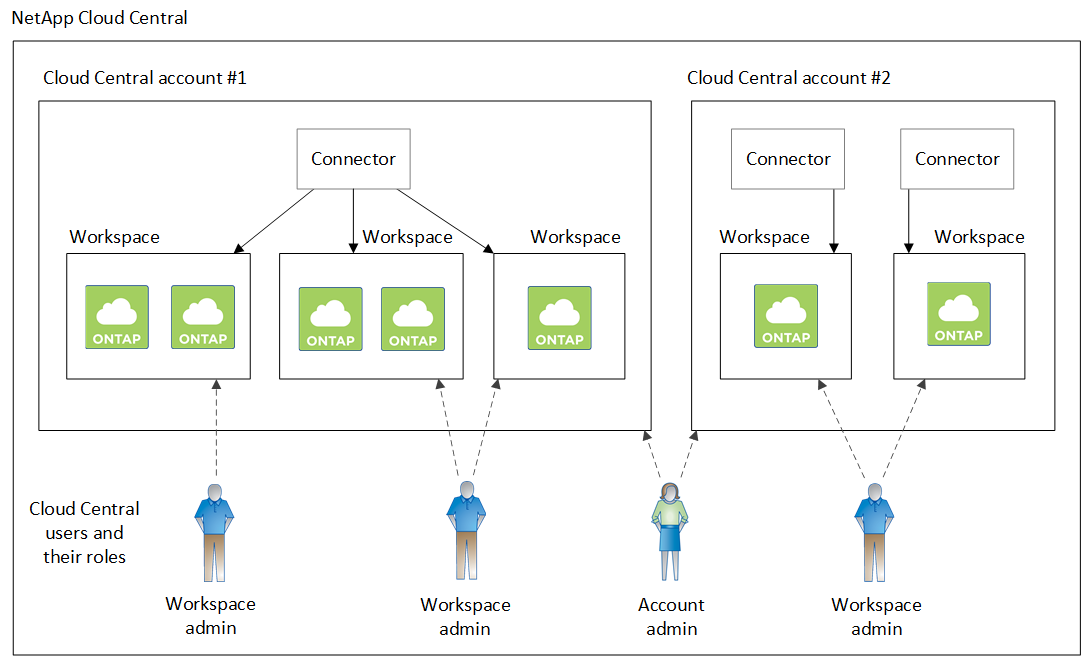 NetApp Cloud Central
Cloud Central account #1
Cloud Central account #2
Connector
Connector
Connector
Workspace
Workspace
Workspace
Workspace
Workspace
ONTAP
ONTAP
ONTAP
ONTAP
ONTAP
ONTAP
ONTAP
Cloud Central
users and
their roles
Workspace
admin
Workspace
admin
Account
admin
Workspace
admin